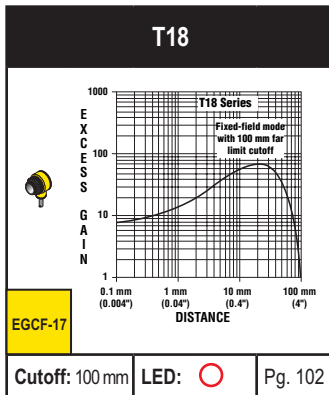 T18
1000
100
10
1
EXCESS GAIN
T18 Series
Fixed-field mode
with 100 mm far
limit cutoff
0.1 mm 1 mm 10 mm 100 mm
(0.004") (0.04") (0.4") (4")
DISTANCE
EGCF-17
Cutoff: 100 mm LED: Pg. 102